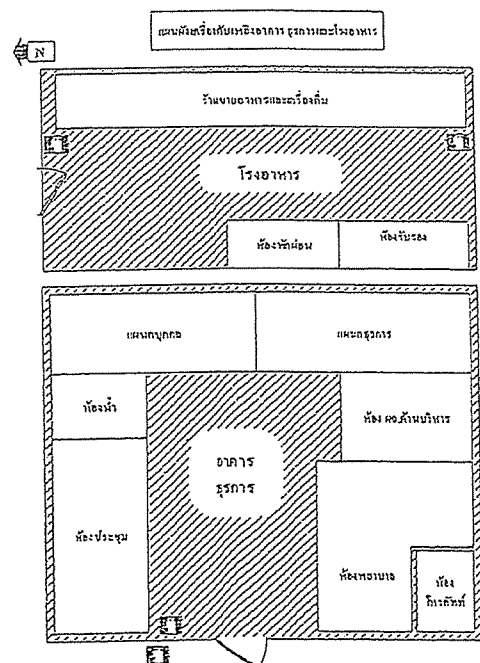 แผนผังเครื่องดับเพลิงอาคาร ธุรการและโรงอาหาร
N
ร้านขายอาหารและเครื่องดื่ม
โรงอาหาร
ห้องพักผ่อน
ห้องรับรอง
แผนกบุคคล
แผนกธุรการ
ห้องน้ำ
ห้อง ผอ.ด้านบริหาร
อาคาร
ธุรการ
ห้องประชุม
ห้องพยาบาล
ห้อง
โทรศัพท์